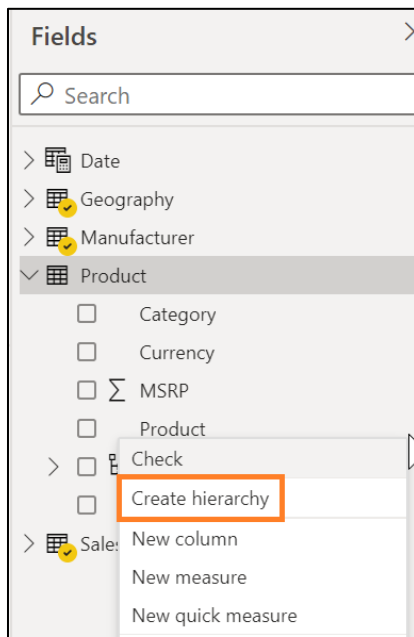 Fields
Search
Date
Geography
Manufacturer
Product
Category
Currency
MSRP
Product
Check
Create hierarchy
Sales
New column
New measure
New quick measure